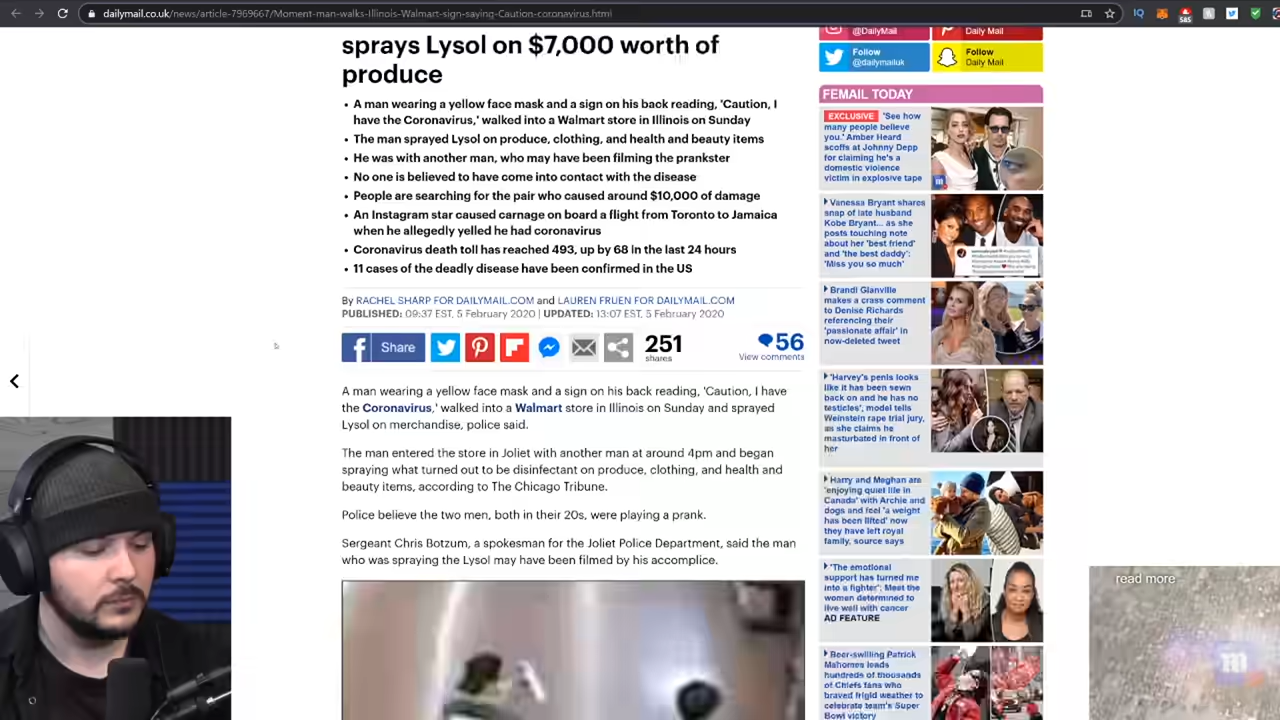 dailymail.co.uk/news/article-7969667/Moment-man-walks-Illinois-Walmart-sign-saying-Caution-coronavirus.html
sprays Lysol on $7,000 worth of
produce
A man wearing a yellow face mask and a sign on his back reading, 'Caution, I
have the Coronavirus,' walked into a Walmart store in Illinois on Sunday
The man sprayed Lysol on produce, clothing, and health and beauty items
He was with another man, who may have been filming the prankster
No one is believed to have come into contact with the disease
People are searching for the pair who caused around $10,000 of damage
An Instagram star caused carnage on board a flight from Toronto to Jamaica
when he allegedly yelled he had coronavirus
Coronavirus death toll has reached 493, up by 68 in the last 24 hours
11 cases of the deadly disease have been confirmed in the US
By RACHEL SHARP FOR DAILYMAIL.COM and LAUREN FRUEN FOR DAILYMAIL.COM
PUBLISHED: 09:37 EST, 5 February 2020 | UPDATED: 13:07 EST, 5 February 2020
Share
251
shares
56
View comments
A man wearing a yellow face mask and a sign on his back reading, 'Caution, I have
the Coronavirus,' walked into a Walmart store in Illinois on Sunday and sprayed
Lysol on merchandise, police said.
The man entered the store in Joliet with another man at around 4pm and began
spraying what turned out to be disinfectant on produce, clothing, and health and
beauty items, according to The Chicago Tribune.
Police believe the two men, both in their 20s, were playing a prank.
Sergeant Chris Botzum, a spokesman for the Joliet Police Department, said the man
who was spraying the Lysol may have been filmed by his accomplice.
@DailyMail
Daily Mail
Follow
@dailymailuk
Follow
Daily Mail
FEMAIL TODAY
EXCLUSIVE 'See how
many people believe
you.' Amber Heard
scoffs at Johnny Depp
for claiming he's a
domestic violence
victim in explosive tape
Vanessa Bryant shares
snap of late husband
Kobe Bryant... as she
posts touching note
about her 'best friend'
and 'the best daddy':
'Miss you so much'
Brandi Glanville
makes a crass comment
to Denise Richards
referencing their
'passionate affair' in
now-deleted tweet
'Harvey's penis looks
like it has been sewn
back on and he has no
testicles', model tells
Weinstein rape trial jury,
as she claims he
masturbated in front of
her
Harry and Meghan are
'enjoying quiet life in
Canada' with Archie and
dogs and feel 'a weight
has been lifted' now
they have left royal
family, source says
'The emotional
support has turned me
into a fighter': Meet the
women determined to
live well with cancer
AD FEATURE
Beer-swilling Patrick
Mahomes leads
hundreds of thousands
of Chiefs fans who
braved frigid weather to
celebrate team's Super
Bowl victory
read more